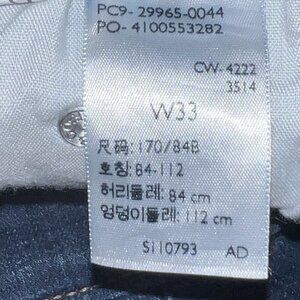 PC9- 29965-0044
PO- 4100553282
CW- 4222
3514
W33
尺码: 170/84B
호칭: 84-112
허리둘레: 84 cm
엉덩이둘레: 112 cm
S110793 AD